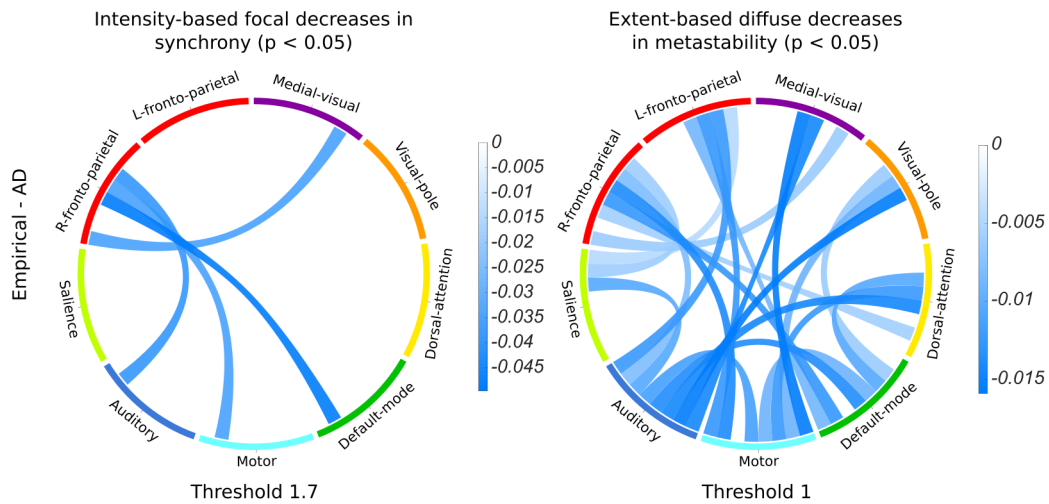 Intensity-based focal decreases in
synchrony (p < 0.05)
Extent-based diffuse decreases
in metastability (p < 0.05)
Empirical - AD
L-fronto-parietal
Medial-visual
R-fronto-parietal
Visual-pole
Salience
Dorsal-attention
Auditory
Default-mode
Motor
0
-0.005
-0.01
-0.015
-0.02
-0.025
-0.03
-0.035
-0.04
-0.045
L-fronto-parietal
Medial-visual
R-fronto-parietal
Visual-pole
Salience
Dorsal-attention
Auditory
Default-mode
Motor
0
-0.005
-0.01
-0.015
Threshold 1.7
Threshold 1